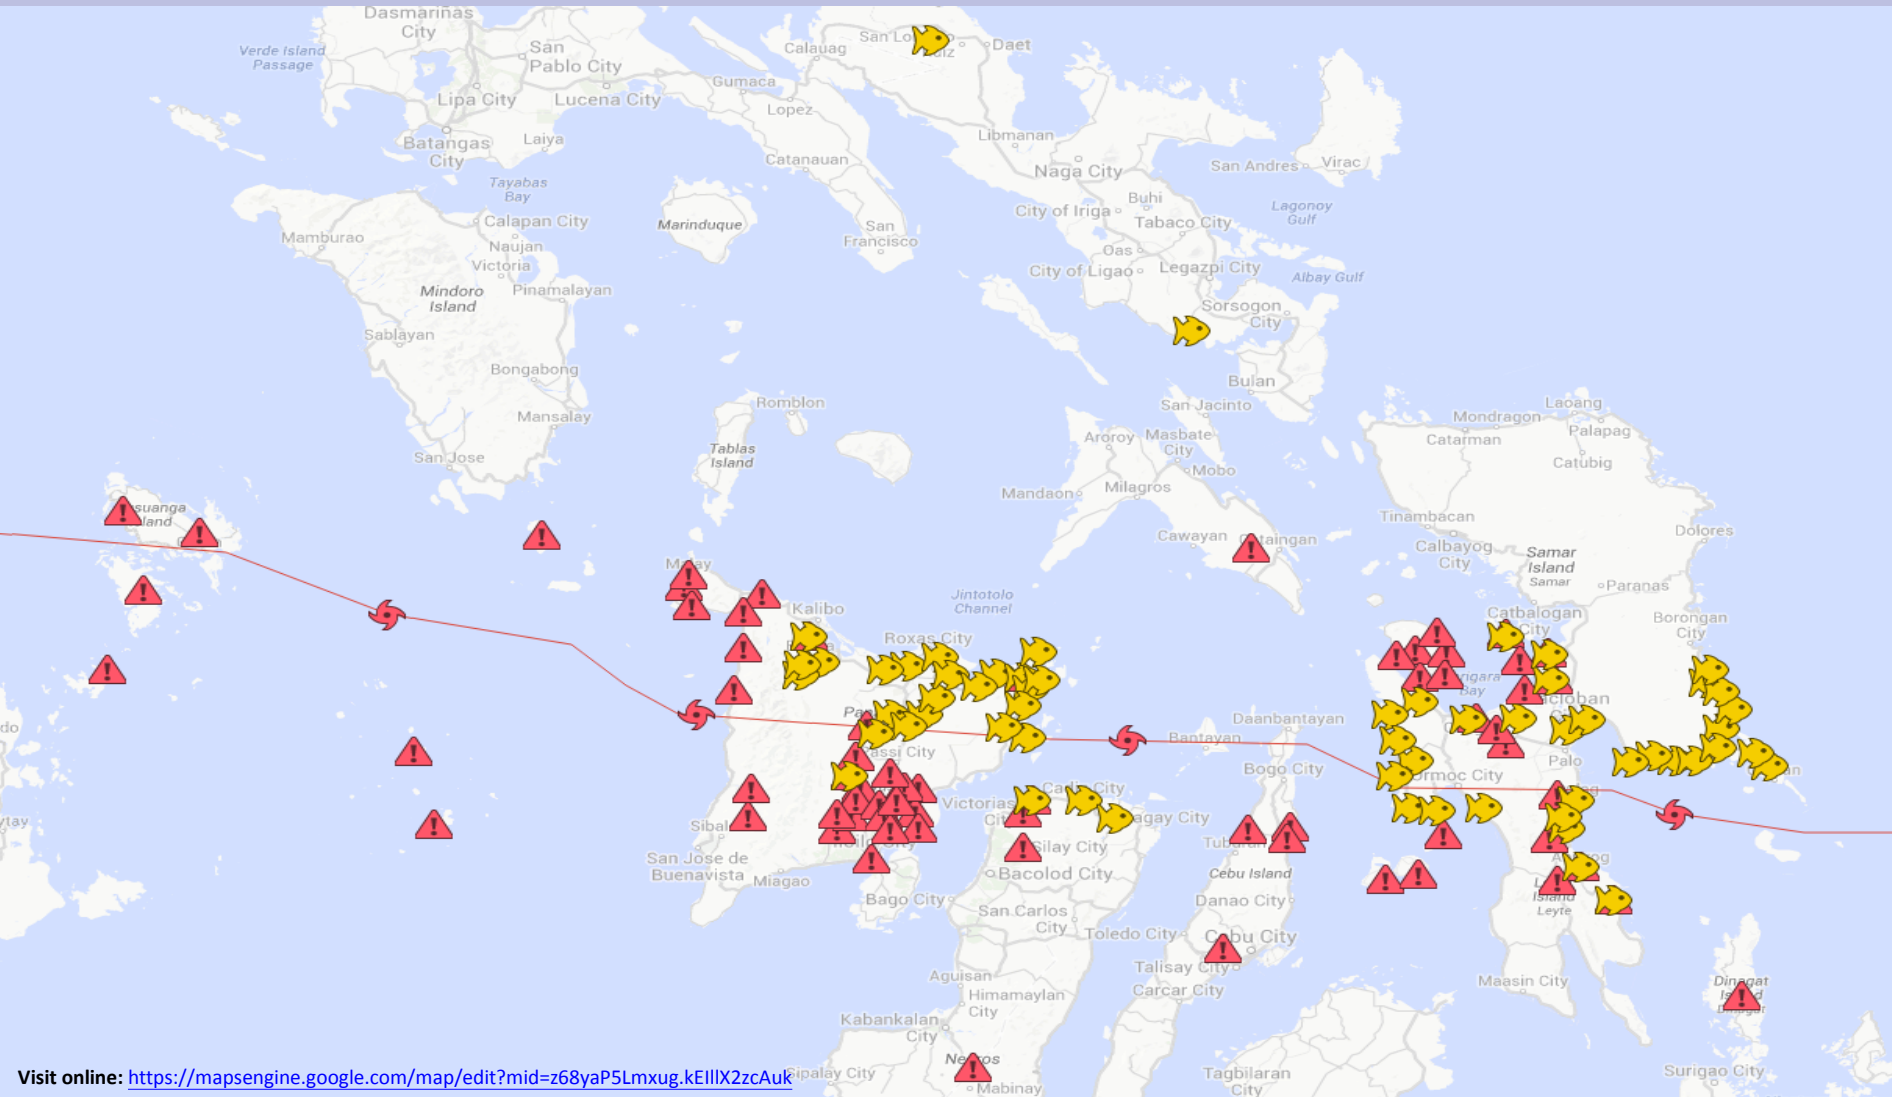 Dasmariñas
City
Verde Island
Passage
San
Pablo City
Calauag
Daet
Gumaca
Lipa City
Lucena City
Lopez
Batangas
City
Laiya
Catanauan
Libmanan
Naga City
San Andres
Virac
Tayabas
Bay
Calapan City
Marinduque
San
Francisco
City of Iriga
Buhi
Tabaco City
Lagonoy
Gulf
Mamburao
Naujan
Victoria
Oas
City of Ligao
Legazpi City
Albay Gulf
Mindoro
Island
Pinamalayan
Sorsogon
City
Sablayan
Bongabong
Bulan
Mansalay
Romblon
San Jacinto
Laoang
Mondragon
Palapag
Catarman
Aroroy
Masbate
City
Mobo
Tablas
Island
San Jose
Catubig
Mandaon
Milagros
Tinambacan
Dolores
Cawayan
Calbayog
City
Samar
Island
Samar
Paranas
Jintotolo
Channel
Kalibo
Catbalogan
City
Borongan
City
Roxas City
Daanbantayan
Bantayan
Bogo City
Ormoc City
Palo
Silay City
Bacolod City
Cebu Island
San Jose de
Buenavista
Miagao
Bago City
San Carlos
City
Danao City
Island
Leyte
Toledo City
Cebu City
Talisay City
Carcar City
Aguisan
Himamaylan
City
Maasin City
Kabankalan
City
Mabinay
Tagbilaran
City
Surigao City
Visit online: https://mapsengine.google.com/map/edit?mid=z68yaP5Lmxug.kEIllX2zcAuk